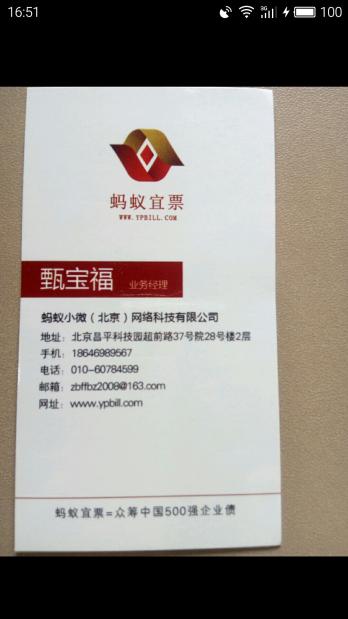 16:51
3G
100
蚂蚁宜票
WWW.YPBILL.COM
甄宝福 业务经理
蚂蚁小微（北京）网络科技有限公司
地址：北京昌平科技园超前路37号院28号楼2层
手机：18646989567
电话：010-60784599
邮箱：zbffbz2008@163.com
网址：www.ypbill.com
蚂蚁宜票=众筹中国500强企业债